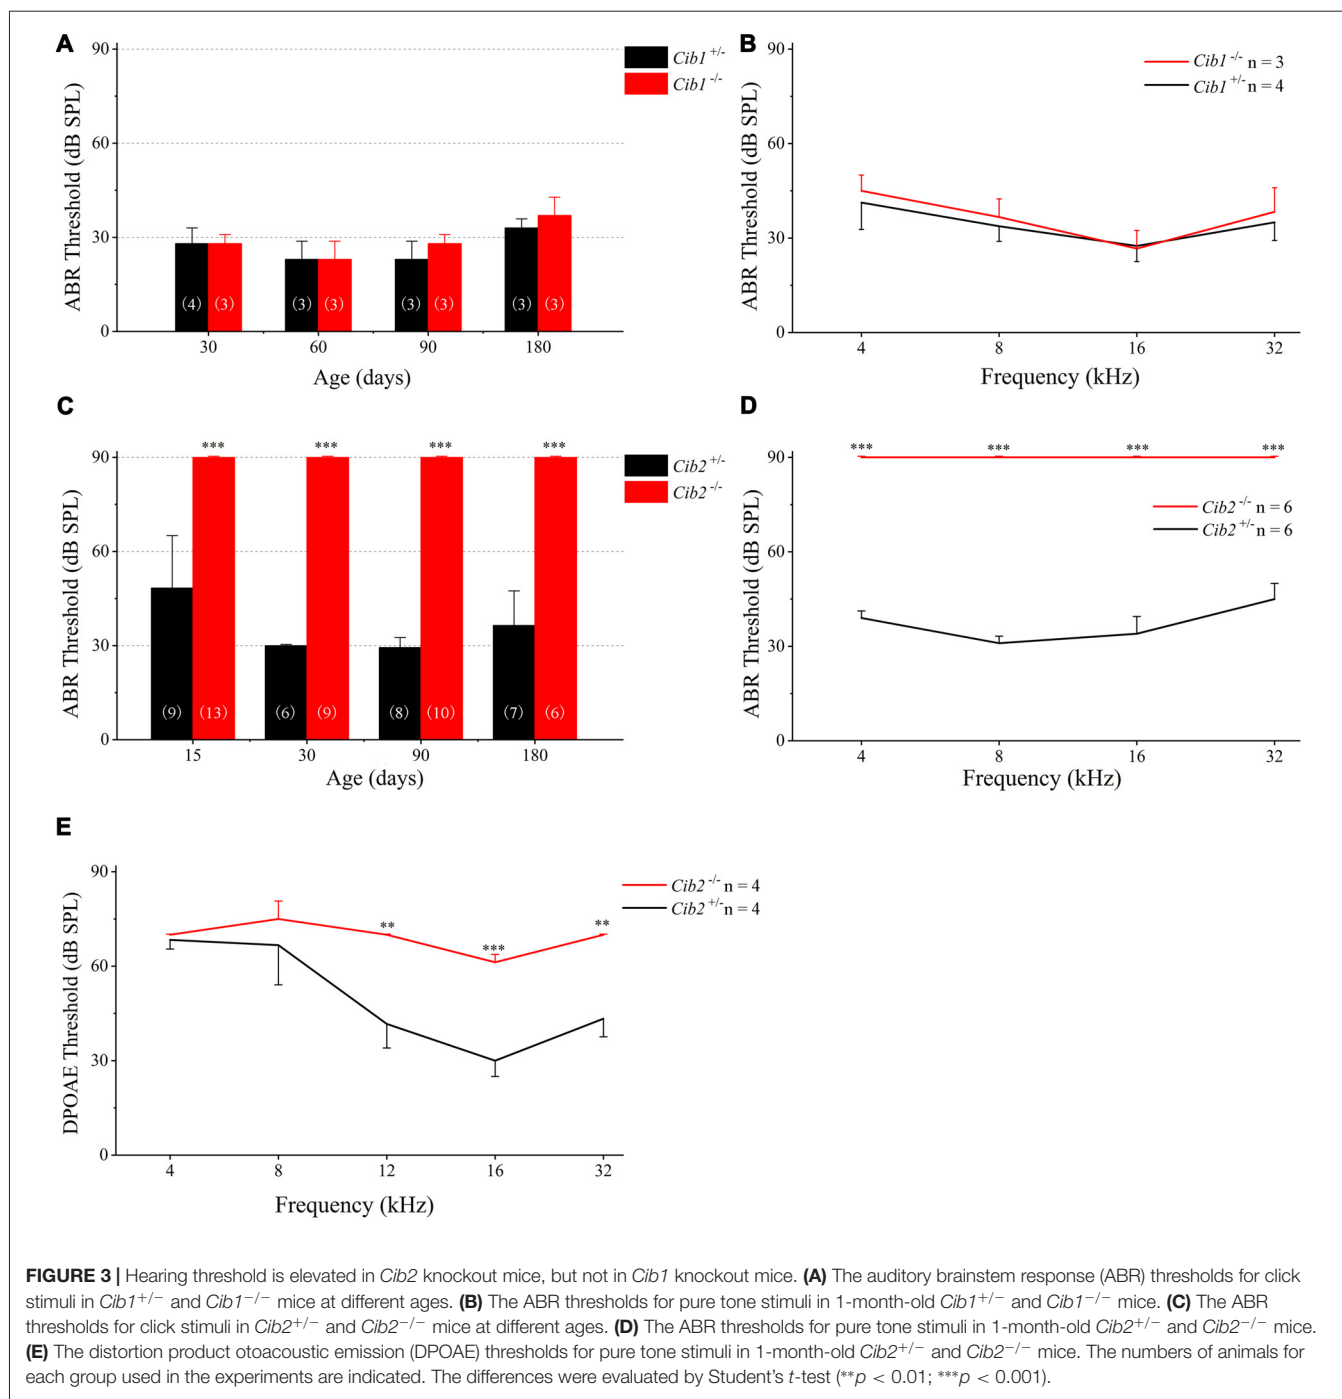 A
90
60
30
0
ABR Threshold (dB SPL)
Cib1 +/-
Cib1 -/-
(4) (3) (3) (3) (3) (3) (3) (3)
30 60 90 180
Age (days)
B
90
60
30
0
ABR Threshold (dB SPL)
Cib1 -/- n = 3
Cib1 +/- n = 4
4 8 16 32
Frequency (kHz)
C
*** *** *** ***
90
60
30
0
ABR Threshold (dB SPL)
Cib2 +/-
Cib2 -/-
(9) (13) (6) (9) (8) (10) (7) (6)
15 30 90 180
Age (days)
D
*** *** *** ***
90
60
30
0
ABR Threshold (dB SPL)
Cib2 -/- n = 6
Cib2 +/- n = 6
4 8 16 32
Frequency (kHz)
E
90
60
30
0
DPOAE Threshold (dB SPL)
Cib2 -/- n = 4
Cib2 +/- n = 4
** *** **
4 8 12 16 32
Frequency (kHz)
FIGURE 3 | Hearing threshold is elevated in Cib2 knockout mice, but not in Cib1 knockout mice. (A) The auditory brainstem response (ABR) thresholds for click
stimuli in Cib1+/− and Cib1−/− mice at different ages. (B) The ABR thresholds for pure tone stimuli in 1-month-old Cib1+/− and Cib1−/− mice. (C) The ABR
thresholds for click stimuli in Cib2+/− and Cib2−/− mice at different ages. (D) The ABR thresholds for pure tone stimuli in 1-month-old Cib2+/− and Cib2−/− mice.
(E) The distortion product otoacoustic emission (DPOAE) thresholds for pure tone stimuli in 1-month-old Cib2+/− and Cib2−/− mice. The numbers of animals for
each group used in the experiments are indicated. The differences were evaluated by Student’s t-test (**p < 0.01; ***p < 0.001).